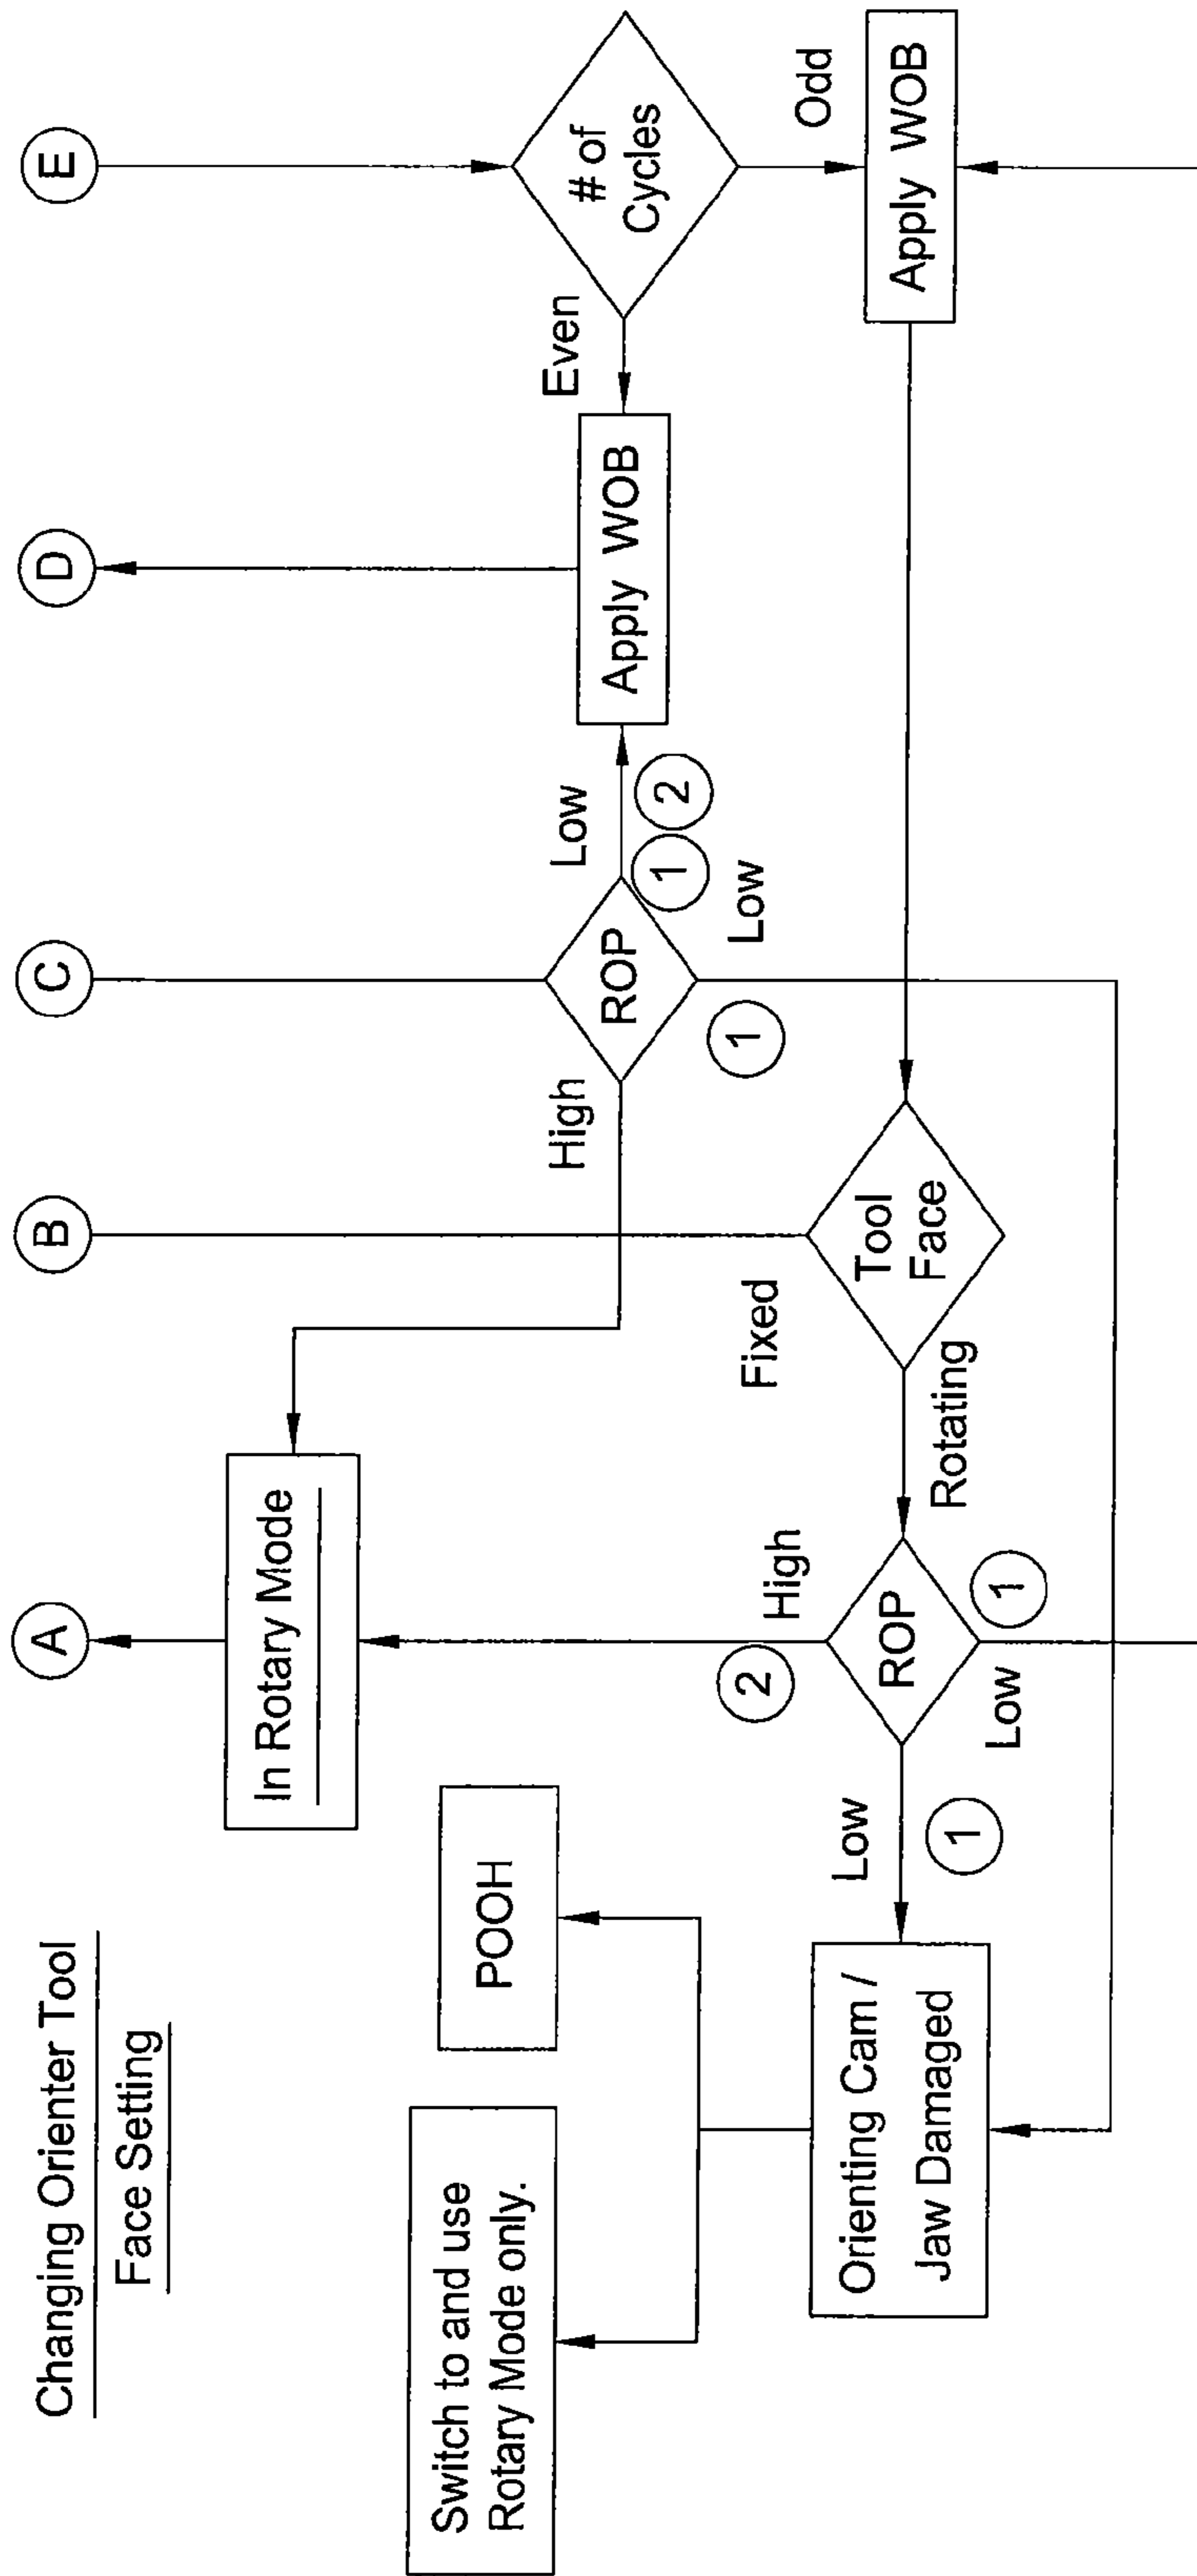 Changing Orienter Tool
Face Setting
A
B
C
D
E
In Rotary Mode
High
ROP
Low
1
2
Low
1
Apply WOB
Even
# of
Cycles
Odd
Apply WOB
Switch to and use
Rotary Mode only.
POOH
Orienting Cam /
Jaw Damaged
Low
1
ROP
High
2
Low
1
Rotating
Fixed
Tool
Face